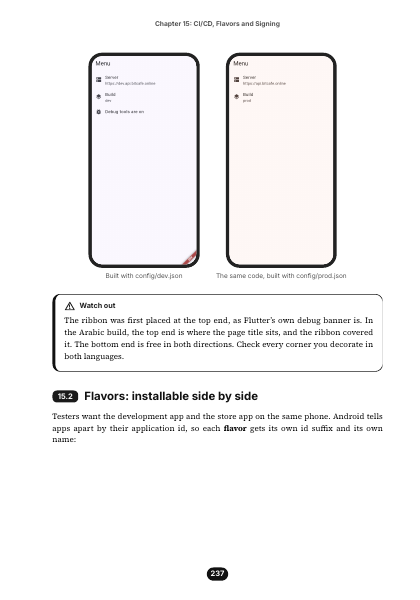 Chapter 15: CI/CD, Flavors and Signing
Menu
Server
https://dev.api.bitcafe.online
Build
dev
Debug tools are on
Menu
Server
https://api.bitcafe.online
Build
prod
Built with config/dev.json
The same code, built with config/prod.json
Watch out
The ribbon was first placed at the top end, as Flutter’s own debug banner is. In
the Arabic build, the top end is where the page title sits, and the ribbon covered
it. The bottom end is free in both directions. Check every corner you decorate in
both languages.
15.2 Flavors: installable side by side
Testers want the development app and the store app on the same phone. Android tells
apps apart by their application id, so each flavor gets its own id suffix and its own
name:
237